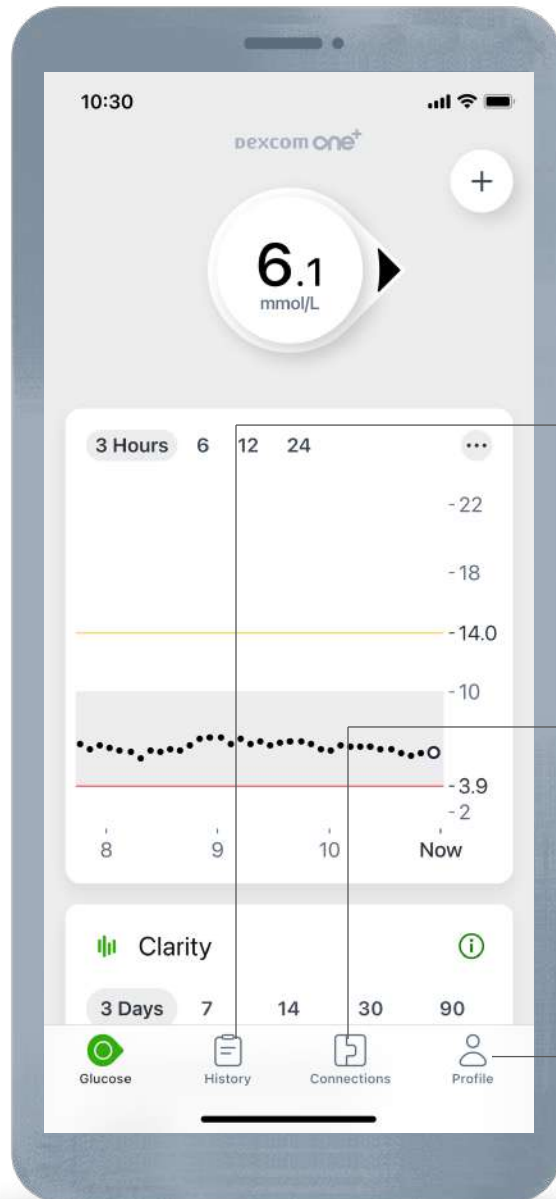 10:30
Dexcom one+
+
6.1
mmol/L
3 Hours 6 12 24 ...
-22
-18
-14.0
-10
-3.9
-2
8 9 10 Now
Clarity i
3 Days 7 14 30 90
Glucose History Connections Profile